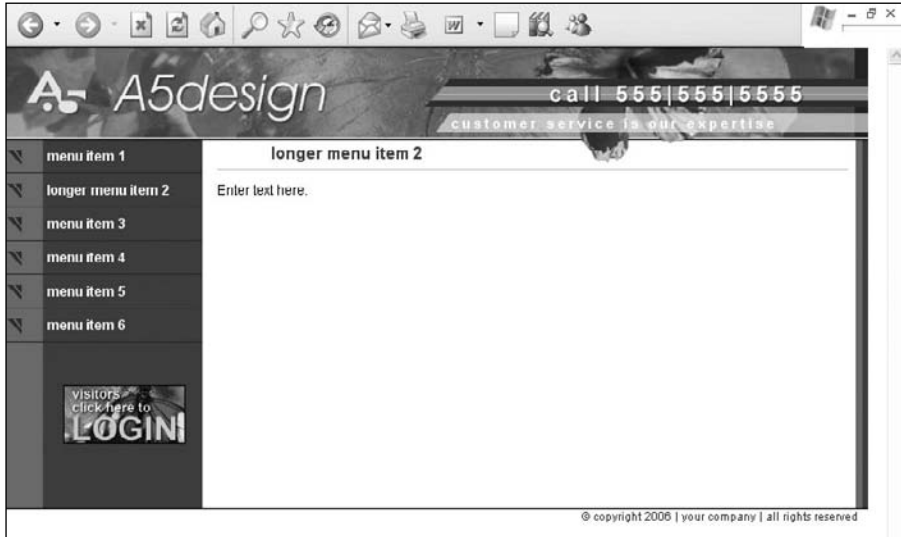 A5design
call 555|555|5555
customer service is our expertise
menu item 1
longer menu item 2
menu item 3
menu item 4
menu item 5
menu item 6
longer menu item 2
Enter text here.
visitors
click here to
LOGIN
© copyright 2006 | your company | all rights reserved